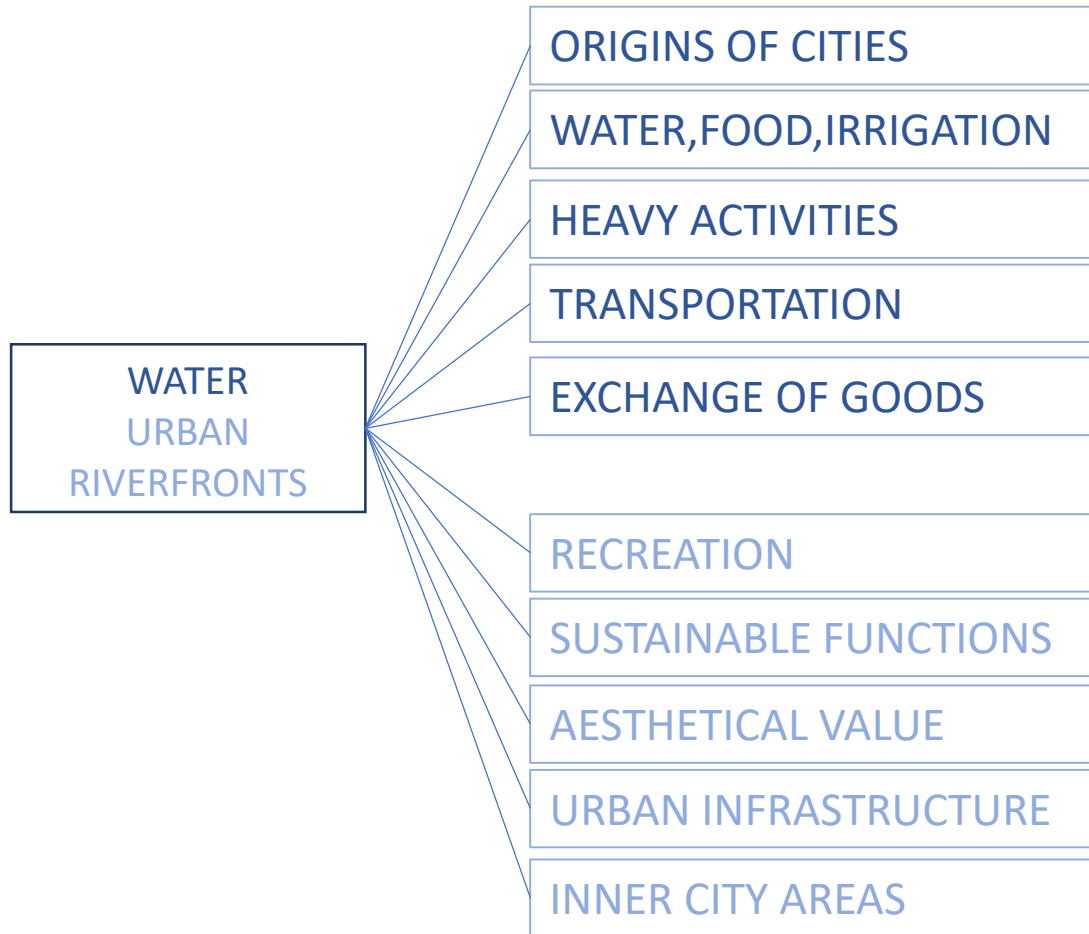 WATER
URBAN
RIVERFRONTS
ORIGINS OF CITIES
WATER,FOOD,IRRIGATION
HEAVY ACTIVITIES
TRANSPORTATION
EXCHANGE OF GOODS
RECREATION
SUSTAINABLE FUNCTIONS
AESTHETICAL VALUE
URBAN INFRASTRUCTURE
INNER CITY AREAS